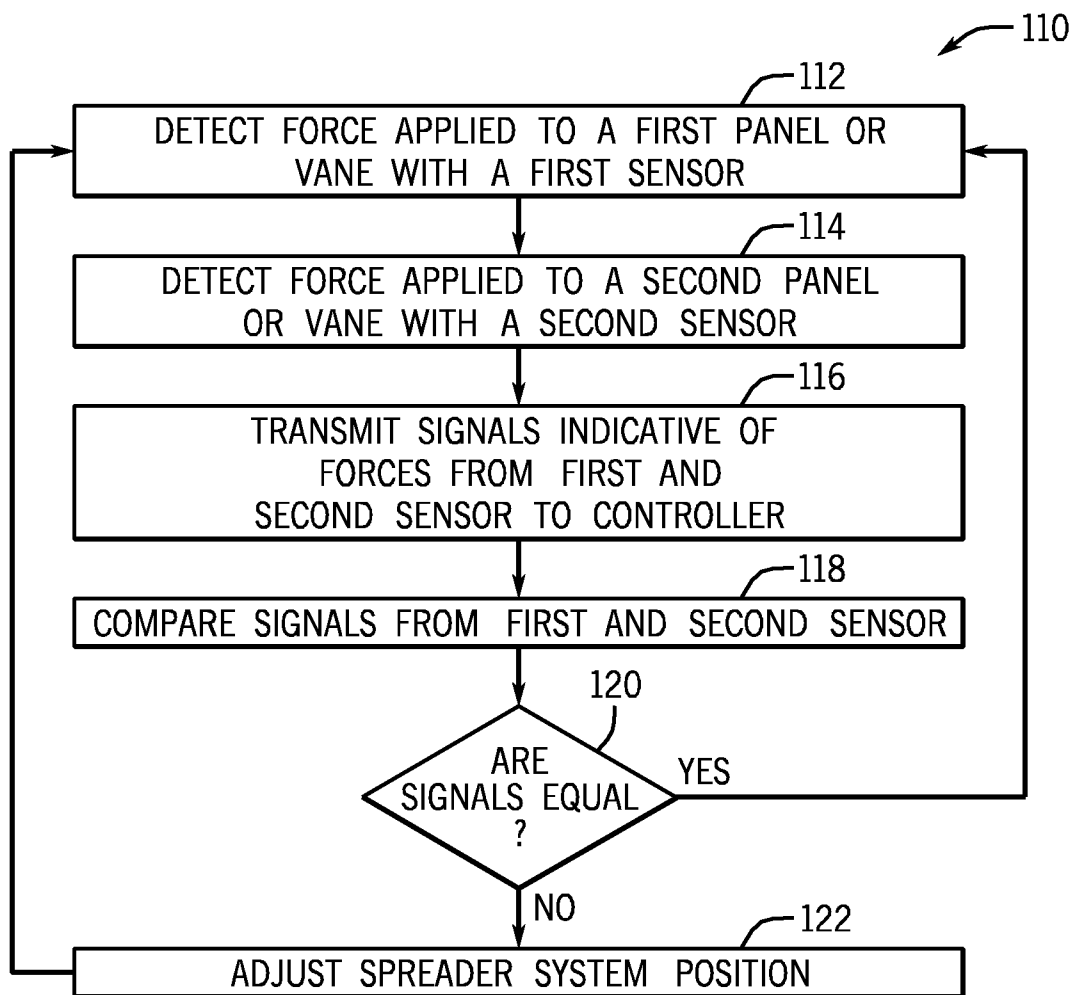 110
112
DETECT FORCE APPLIED TO A FIRST PANEL OR
VANE WITH A FIRST SENSOR
114
DETECT FORCE APPLIED TO A SECOND PANEL
OR VANE WITH A SECOND SENSOR
116
TRANSMIT SIGNALS INDICATIVE OF
FORCES FROM FIRST AND
SECOND SENSOR TO CONTROLLER
118
COMPARE SIGNALS FROM FIRST AND SECOND SENSOR
120
ARE
SIGNALS EQUAL
?
YES
NO
122
ADJUST SPREADER SYSTEM POSITION